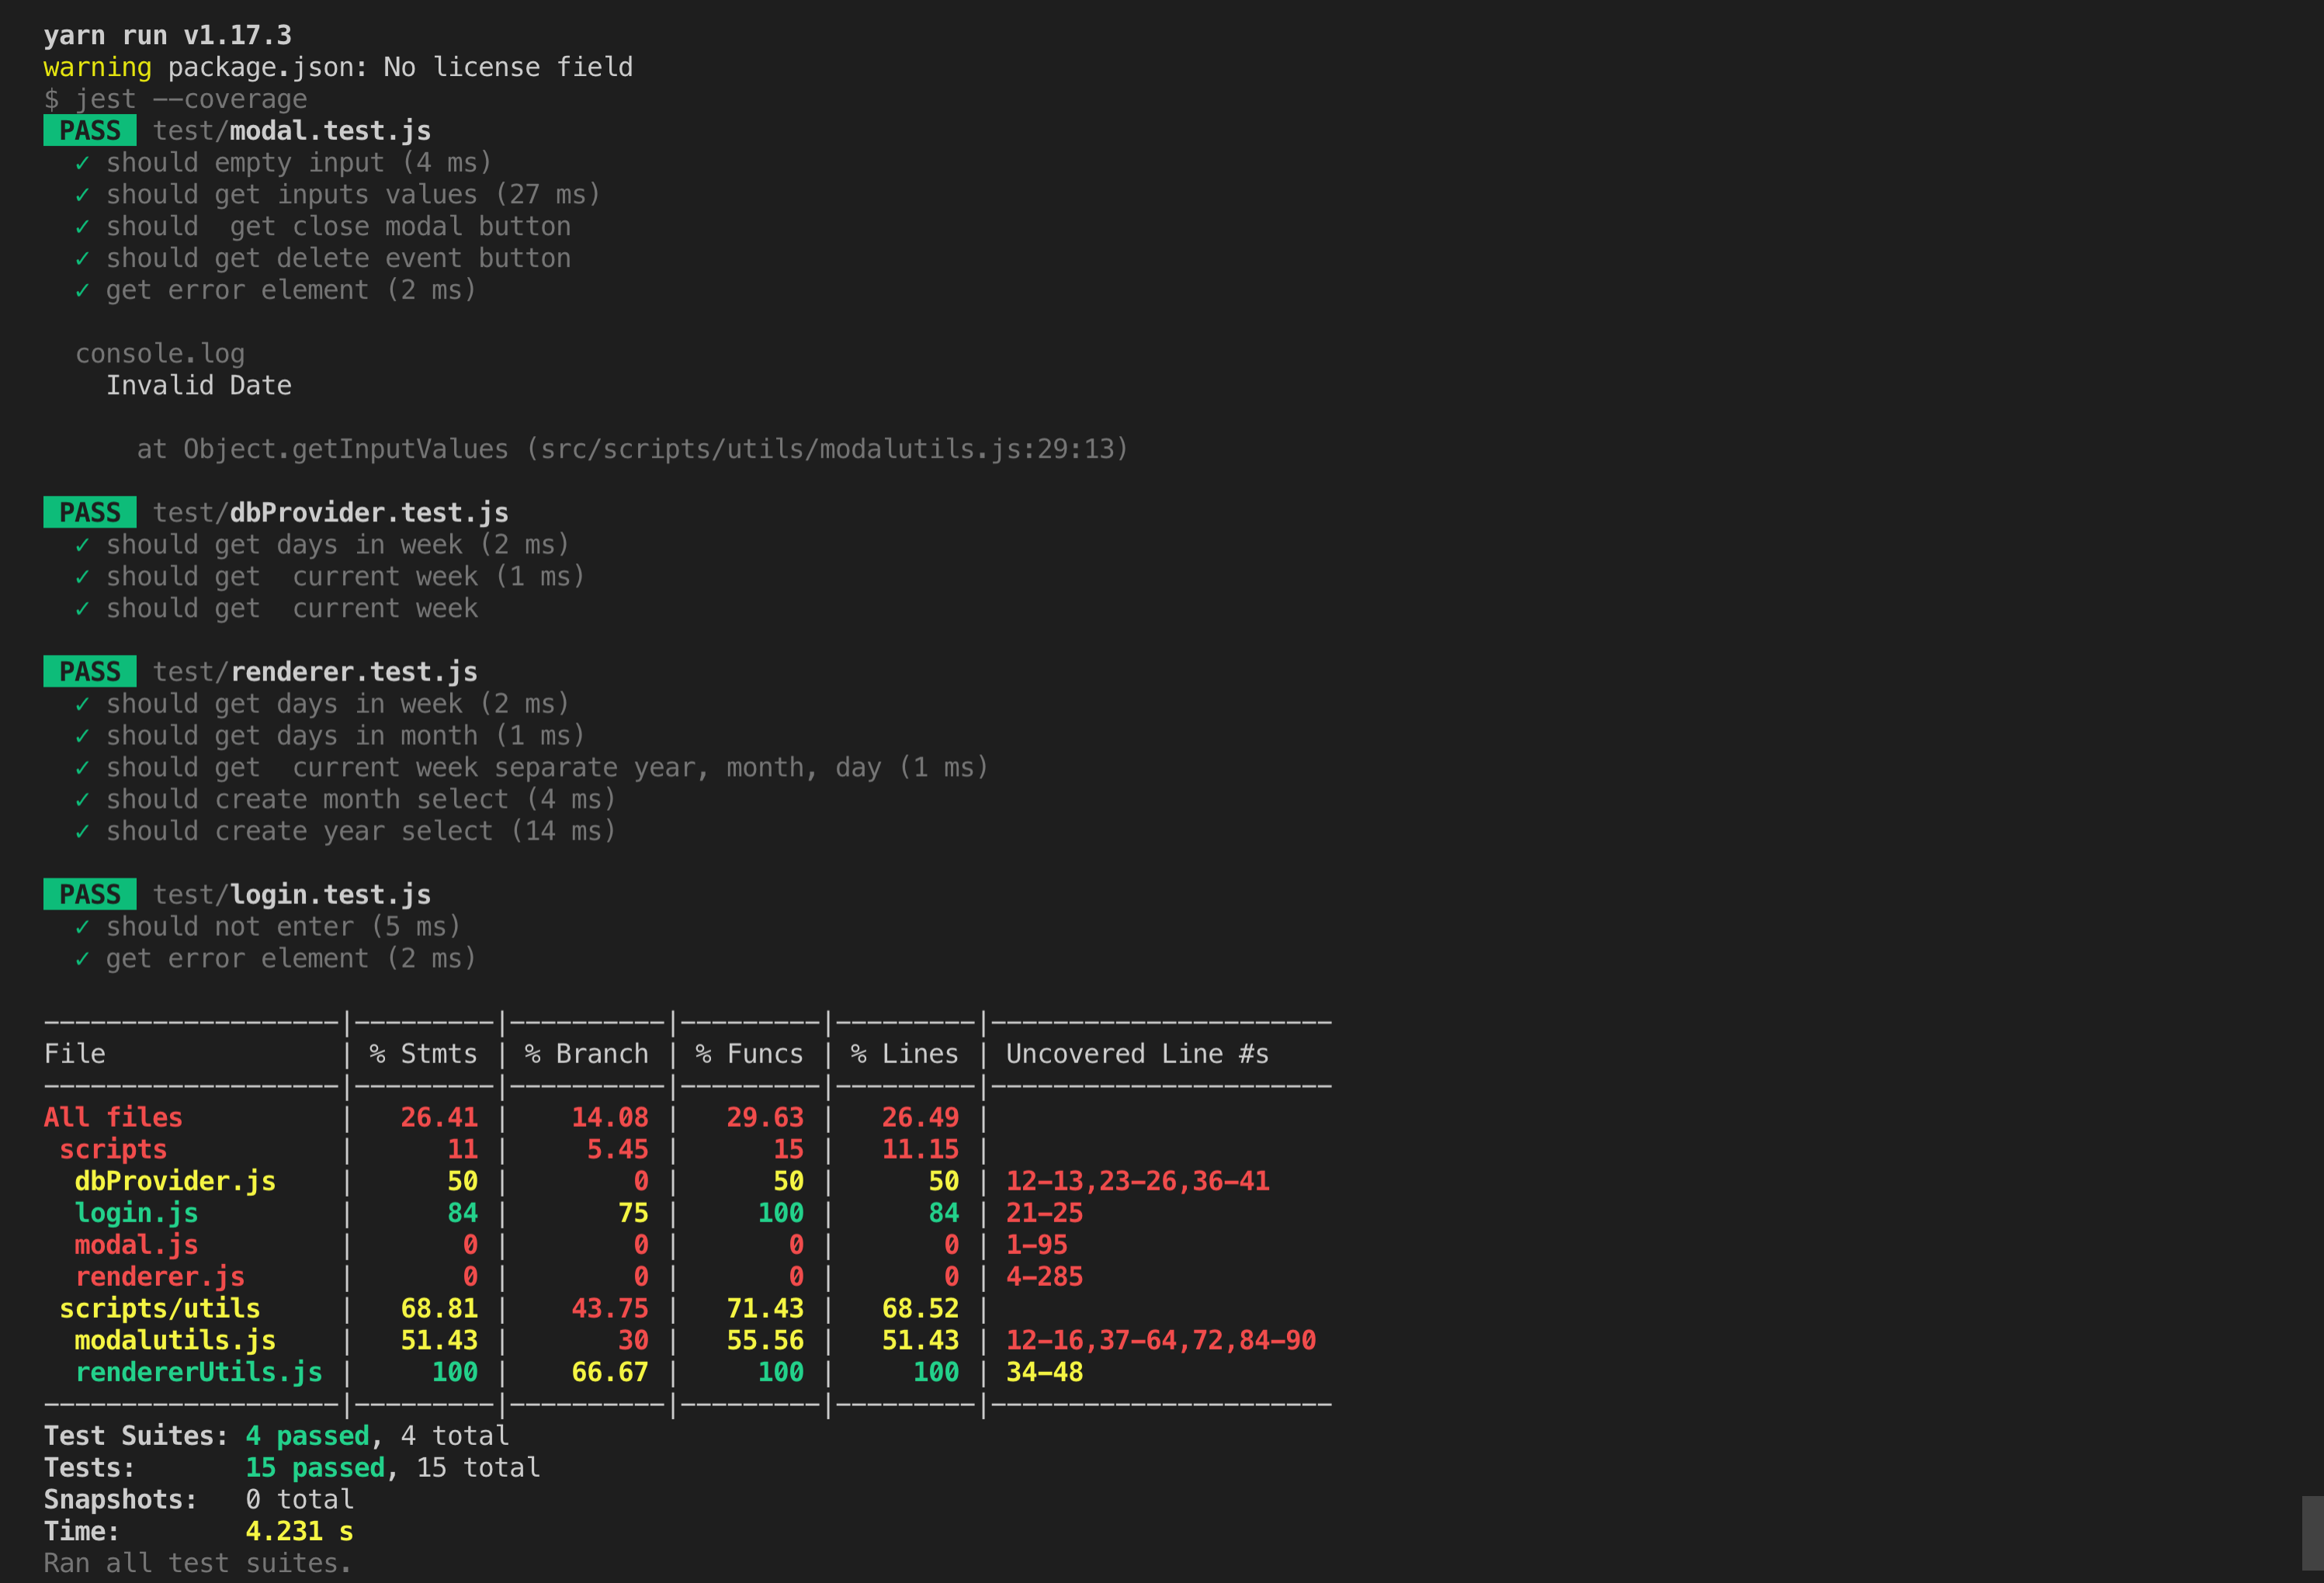 yarn run v1.17.3
warning package.json: No license field
$ jest --coverage
PASS test/modal.test.js
✓ should empty input (4 ms)
✓ should get inputs values (27 ms)
✓ should  get close modal button
✓ should get delete event button
✓ get error element (2 ms)
console.log
Invalid Date
at Object.getInputValues (src/scripts/utils/modalutils.js:29:13)
PASS test/dbProvider.test.js
✓ should get days in week (2 ms)
✓ should get  current week (1 ms)
✓ should get  current week
PASS test/renderer.test.js
✓ should get days in week (2 ms)
✓ should get days in month (1 ms)
✓ should get  current week separate year, month, day (1 ms)
✓ should create month select (4 ms)
✓ should create year select (14 ms)
PASS test/login.test.js
✓ should not enter (5 ms)
✓ get error element (2 ms)
-------------------|---------|----------|---------|---------|----------------------
File               | % Stmts | % Branch | % Funcs | % Lines | Uncovered Line #s
-------------------|---------|----------|---------|---------|----------------------
All files          |   26.41 |    14.08 |   29.63 |   26.49 |
 scripts           |      11 |     5.45 |      15 |   11.15 |
  dbProvider.js    |      50 |        0 |      50 |      50 | 12-13,23-26,36-41
  login.js         |      84 |       75 |     100 |      84 | 21-25
  modal.js         |       0 |        0 |       0 |       0 | 1-95
  renderer.js      |       0 |        0 |       0 |       0 | 4-285
 scripts/utils     |   68.81 |    43.75 |   71.43 |   68.52 |
  modalutils.js    |   51.43 |       30 |   55.56 |   51.43 | 12-16,37-64,72,84-90
  rendererUtils.js |     100 |    66.67 |     100 |     100 | 34-48
-------------------|---------|----------|---------|---------|----------------------
Test Suites: 4 passed, 4 total
Tests:       15 passed, 15 total
Snapshots:   0 total
Time:        4.231 s
Ran all test suites.